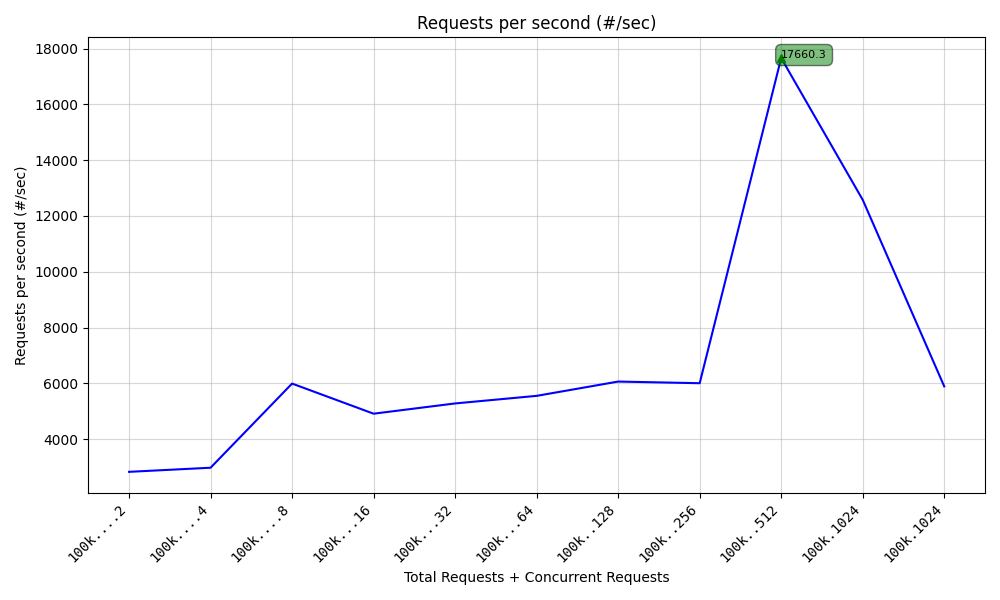 Requests per second (#/sec)
Requests per second (#/sec)
18000
16000
14000
12000
10000
8000
6000
4000
17660.3
100k....2
100k....4
100k....8
100k...16
100k...32
100k...64
100k..128
100k..256
100k..512
100k.1024
100k.1024
Total Requests + Concurrent Requests